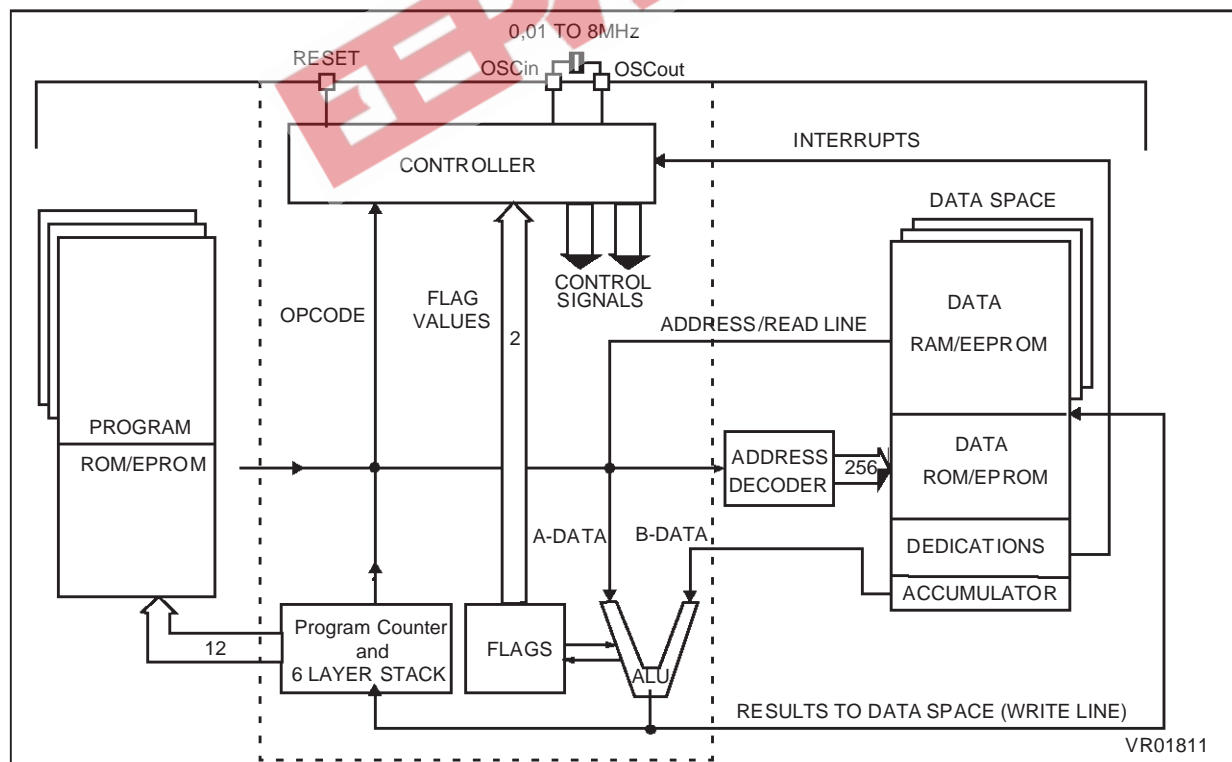 0,01 TO 8MHz
RESET
OSCin
OSCout
CONTROLLER
INTERRUPTS
DATA SPACE
OPCODE
FLAG
VALUES
2
CONTROL
SIGNALS
ADDRESS/READ LINE
DATA
RAM/EEPROM
PROGRAM
ROM/EPROM
ADDRESS
DECODER
256
DATA
ROM/EPROM
A-DATA
B-DATA
DEDICATIONS
ACCUMULATOR
12
Program Counter
and
6 LAYER STACK
FLAGS
ALU
RESULTS TO DATA SPACE (WRITE LINE)
VR01811